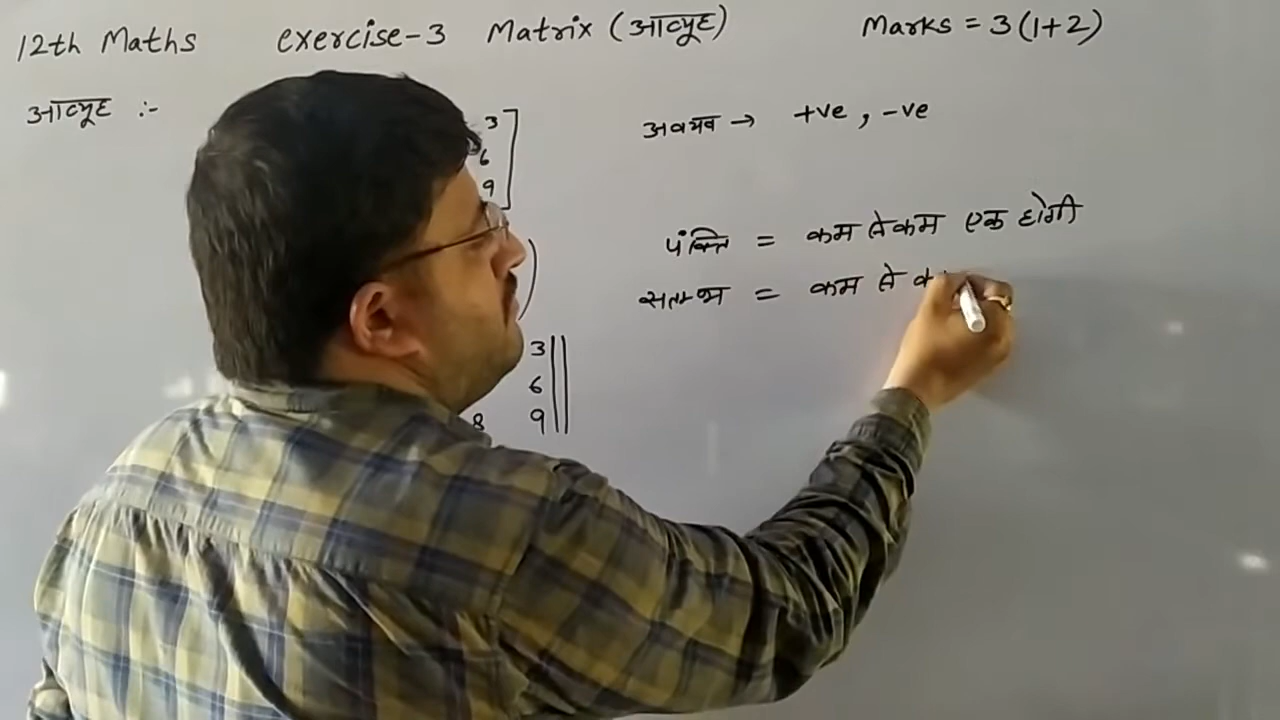 12th Maths exercise-3 Matrix (आव्यूह) Marks = 3 (1+2)
आव्यूह :-
3
6
9
3
6
8 9
अवयव → +ve, -ve
पंक्ति = कम से कम एक होगी
स्तम्भ = कम से